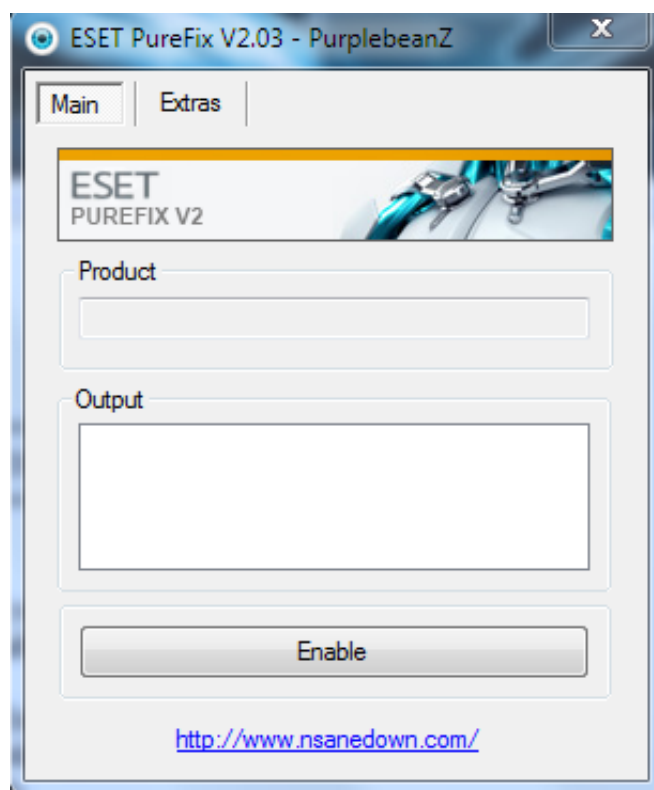 ESET PureFix V2.03 - PurplebeanZ
X
Main
Extras
ESET
PUREFIX V2
Product
Output
Enable
http://www.nsanedown.com/